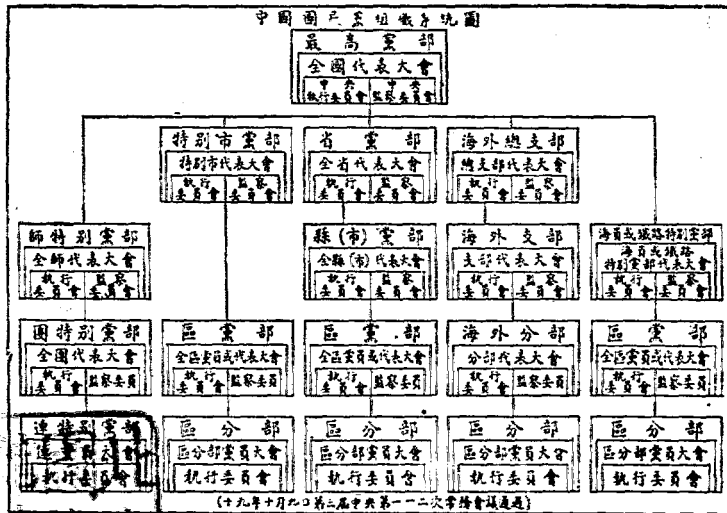 中國國民黨組織系統圖
最高黨部
全國代表大會
中央執行委員會
中央監察委員會
特別市黨部
特別市代表大會
執行委員會
監察委員會
省黨部
全省代表大會
執行委員會
監察委員會
海外總支部
總支部代表大會
執行委員會
監察委員會
師特別黨部
全師代表大會
執行委員會
監察委員會
縣(市)黨部
全縣(市)代表大會
執行委員會
監察委員會
海外支部
支部代表大會
執行委員會
監察委員會
海員或鐵路特別黨部
海員或鐵路特別黨部代表大會
執行委員會
監察委員會
團特別黨部
全團代表大會
執行委員會
監察委員
區黨部
全區黨員或代表大會
執行委員會
監察委員
區黨部
全區黨員或代表大會
執行委員會
監察委員
海外分部
分部代表大會
執行委員會
監察委員
區黨部
全區黨員或代表大會
執行委員會
監察委員
連特別黨部
連黨員大會
執行委員會
區分部
區分部黨員大會
執行委員會
區分部
區分部黨員大會
執行委員會
區分部
區分部黨員大會
執行委員會
區分部
區分部黨員大會
執行委員會
(十九年十月九日第三屆中央第一一二次常務會議通過)